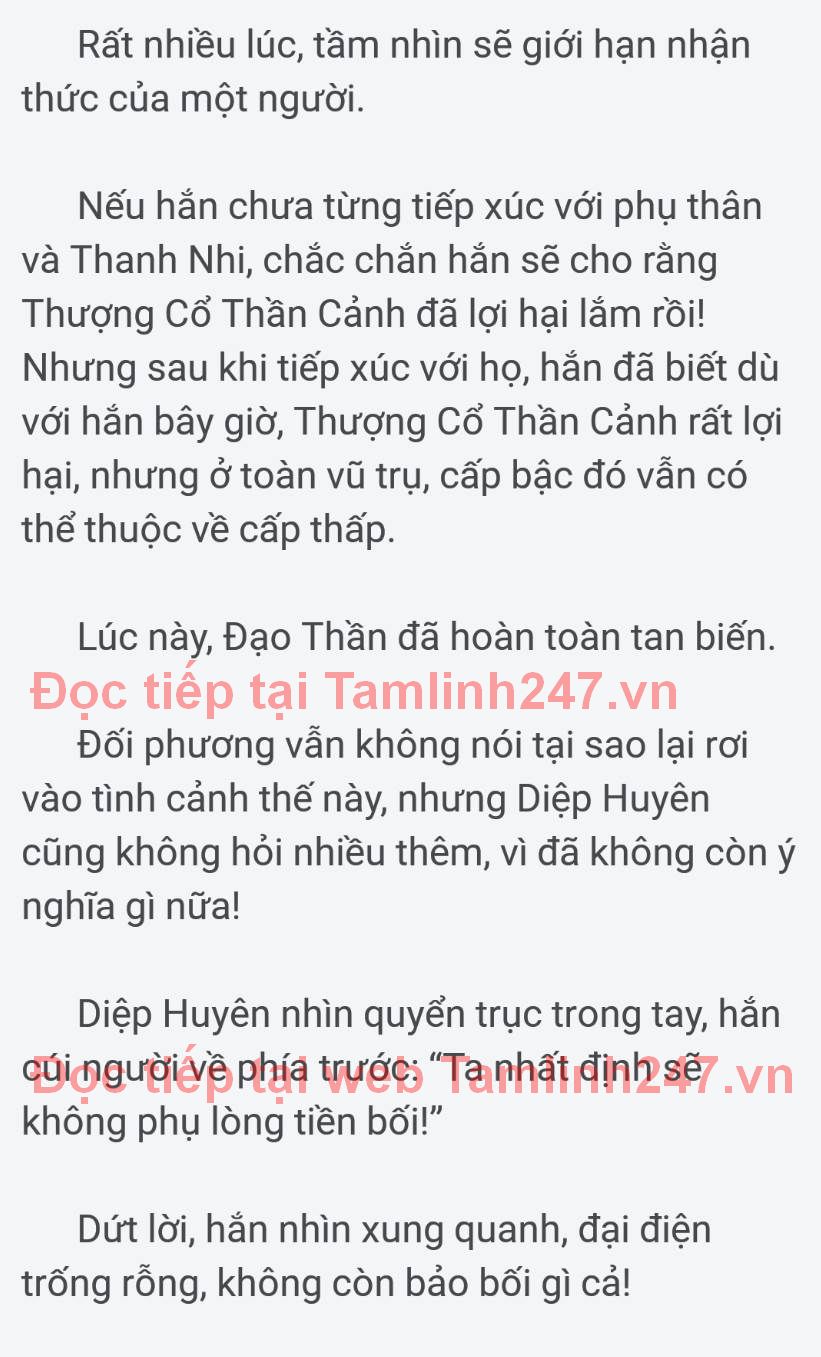 Rất nhiều lúc, tầm nhìn sẽ giới hạn nhận
thức của một người.
Nếu hắn chưa từng tiếp xúc với phụ thân
và Thanh Nhi, chắc chắn hắn sẽ cho rằng
Thượng Cổ Thần Cảnh đã lợi hại lắm rồi!
Nhưng sau khi tiếp xúc với họ, hắn đã biết dù
với hắn bây giờ, Thượng Cổ Thần Cảnh rất lợi
hại, nhưng ở toàn vũ trụ, cấp bậc đó vẫn có
thể thuộc về cấp thấp.
Lúc này, Đạo Thần đã hoàn toàn tan biến.
Đọc tiếp tại Tamlinh247.vn
Đối phương vẫn không nói tại sao lại rơi
vào tình cảnh thế này, nhưng Diệp Huyên
cũng không hỏi nhiều thêm, vì đã không còn ý
nghĩa gì nữa!
Diệp Huyên nhìn quyển trục trong tay, hắn
cúi người về phía trước: “Ta nhất định sẽ
Đọc tiếp tại web Tamlinh247.vn
không phụ lòng tiền bối!”
Dứt lời, hắn nhìn xung quanh, đại điện
trống rỗng, không còn bảo bối gì cả!